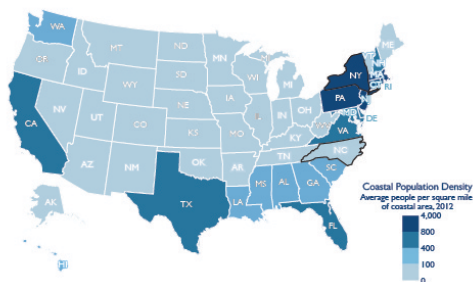 WA
MT
ND
MN
ME
OR
ID
SD
WI
MI
NY
NH
MA
RI
WY
NE
IA
PA
NV
UT
CO
KS
MO
IL
IN
OH
MD
DE
CA
KY
VA
AZ
NM
OK
AR
TN
NC
SC
TX
LA
MS
AL
GA
FL
AK
HI
Coastal Population Density
Average people per square mile
of coastal area, 2012
4,000
800
400
100
0